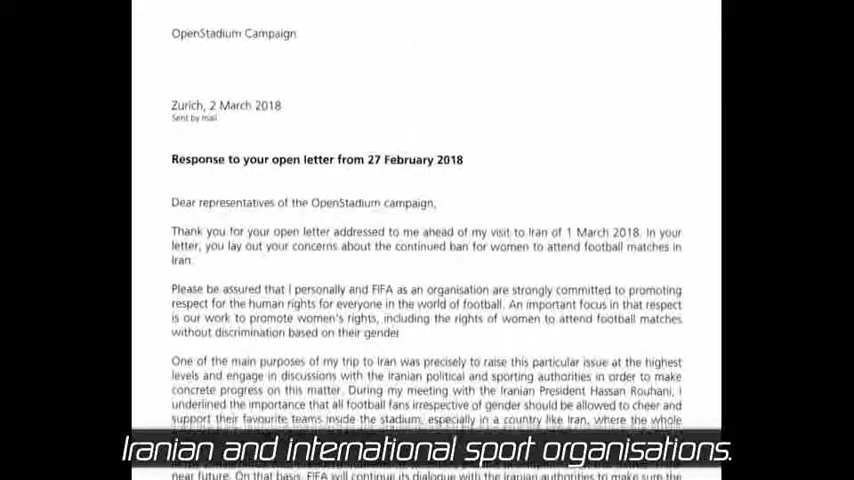 OpenStadium Campaign
Zurich, 2 March 2018
Sent by mail
Response to your open letter from 27 February 2018
Dear representatives of the OpenStadium campaign,
Thank you for your open letter addressed to me ahead of my visit to Iran of 1 March 2018. In your
letter, you lay out your concerns about the continued ban for women to attend football matches in
Iran.
Please be assured that I personally and FIFA as an organisation are strongly committed to promoting
respect for the human rights for everyone in the world of football. An important focus in that respect
is our work to promote women's rights, including the rights of women to attend football matches
without discrimination based on their gender
One of the main purposes of my trip to Iran was precisely to raise this particular issue at the highest
levels and engage in discussions with the Iranian political and sporting authorities in order to make
concrete progress on this matter. During my meeting with the Iranian President Hassan Rouhani, I
underlined the importance that all football fans irrespective of gender should be allowed to cheer and
support their favourite teams inside the stadium, especially in a country like Iran, where the whole
Iranian and international sport organisations.
near future. On that basis, FIFA will continue its dialogue with the Iranian authorities to make sure the